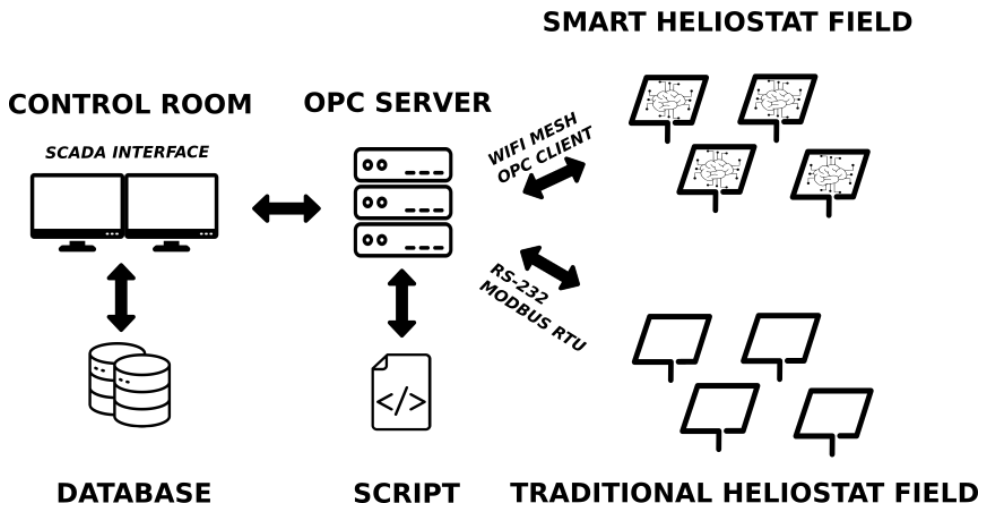 SMART HELIOSTAT FIELD
CONTROL ROOM
OPC SERVER
SCADA INTERFACE
WIFI MESH
OPC CLIENT
RS-232
MODBUS RTU
</>
DATABASE
SCRIPT
TRADITIONAL HELIOSTAT FIELD